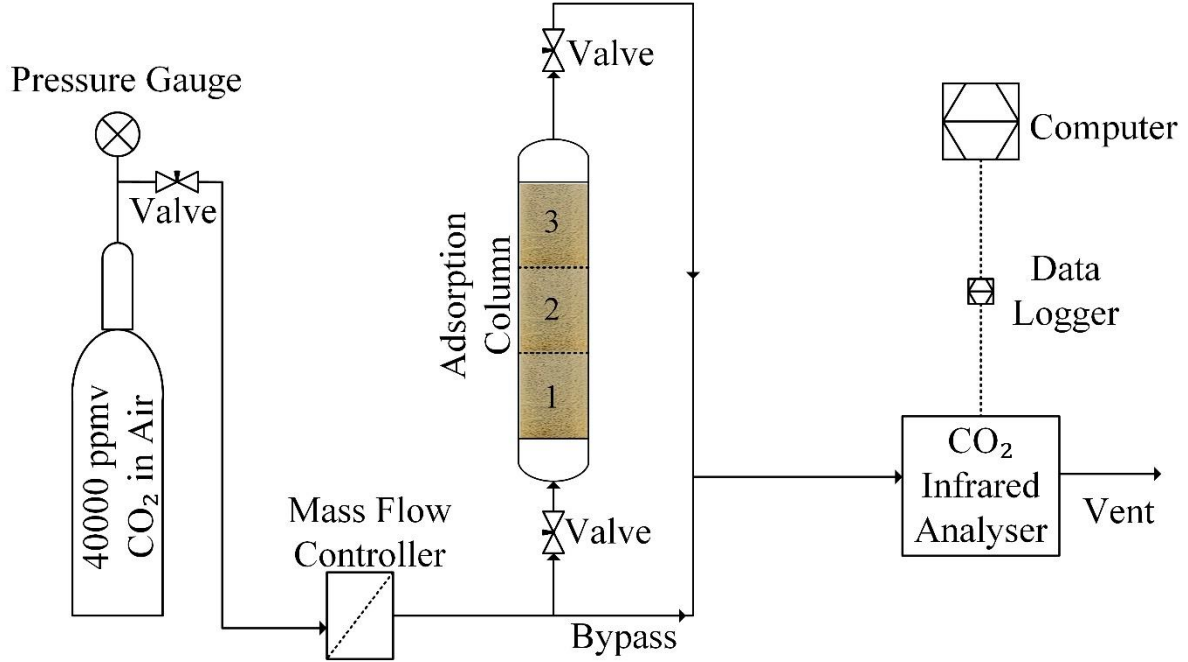 Pressure Gauge
Valve
40000 ppmv
CO₂ in Air
Mass Flow
Controller
Valve
Adsorption
Column
3
2
1
Valve
Bypass
Computer
Data
Logger
CO₂
Infrared
Analyser
Vent